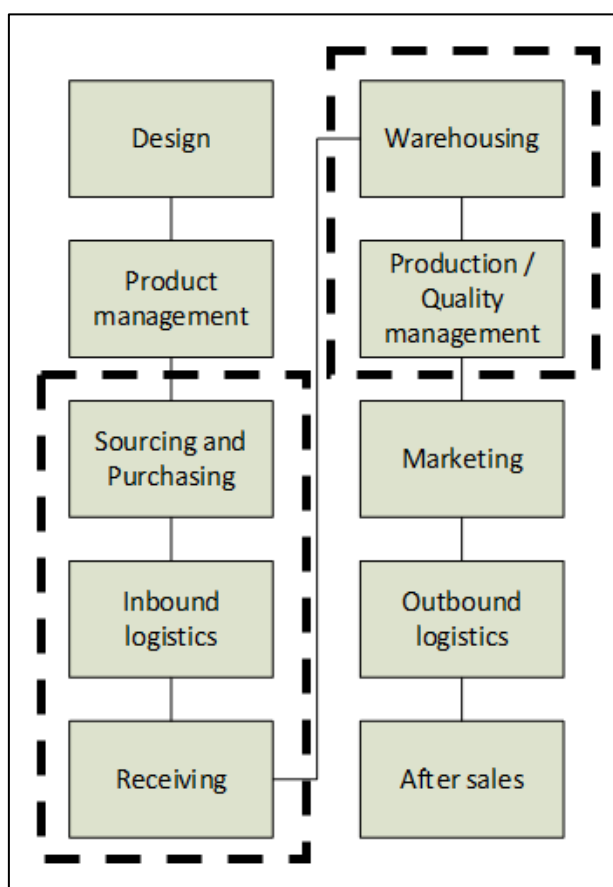 Design
Product
management
Sourcing and
Purchasing
Inbound
logistics
Receiving
Warehousing
Production /
Quality
management
Marketing
Outbound
logistics
After sales